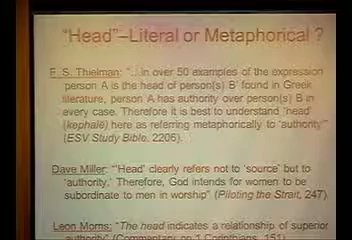 "Head"–Literal or Metaphorical ?
F. S. Thielman: "...in over 50 examples of the expression
person A is the head of person(s) B' found in Greek
literature, person A has authority over person(s) B in
every case. Therefore it is best to understand 'head'
(kephalē) here as referring metaphorically to 'authority'"
(ESV Study Bible, 2206).
Dave Miller: "'Head' clearly refers not to 'source' but to
'authority.' Therefore, God intends for women to be
subordinate to men in worship" (Piloting the Strait, 247).
Leon Morris: "The head indicates a relationship of superior
authority" (Commentary on 1 Corinthians, 151).